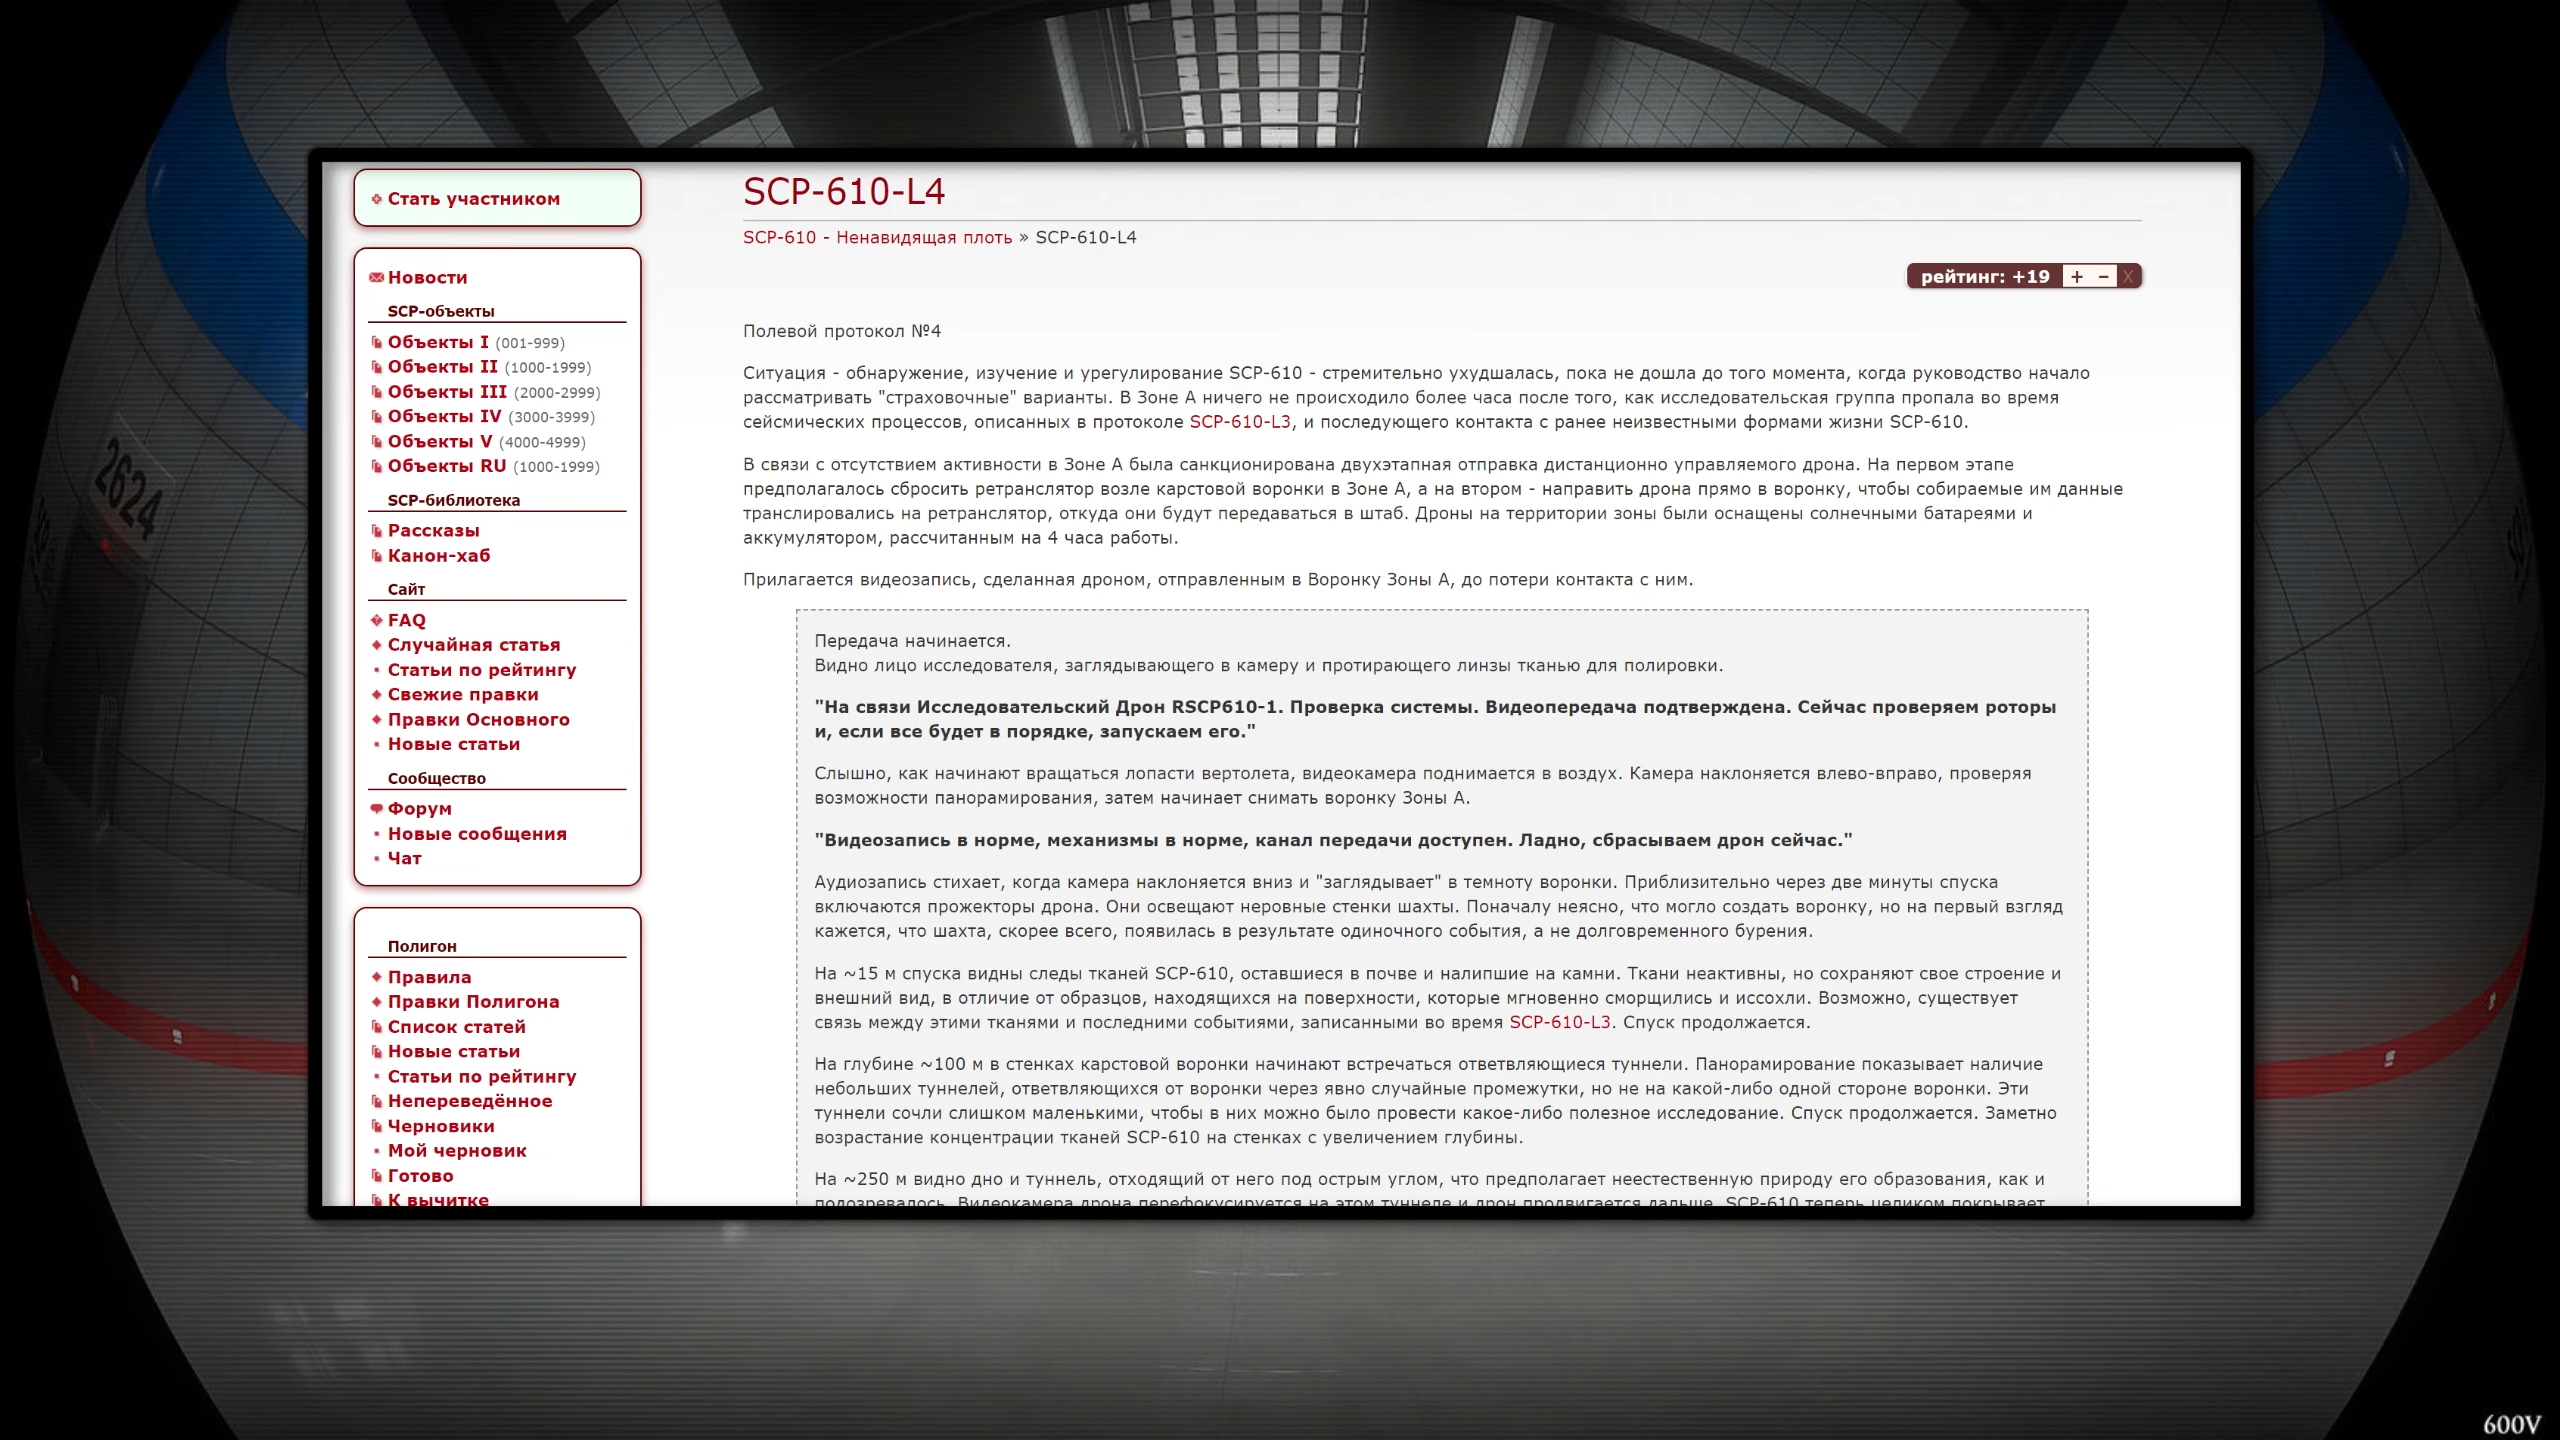 Стать участником
Новости
SCP-объекты
Объекты I (001-999)
Объекты II (1000-1999)
Объекты III (2000-2999)
Объекты IV (3000-3999)
Объекты V (4000-4999)
Объекты RU (1000-1999)
SCP-библиотека
Рассказы
Канон-хаб
Сайт
FAQ
Случайная статья
Статьи по рейтингу
Свежие правки
Правки Основного
Новые статьи
Сообщество
Форум
Новые сообщения
Чат
Полигон
Правила
Правки Полигона
Список статей
Новые статьи
Статьи по рейтингу
Непереведённое
Черновики
Мой черновик
Готово
К вычитке
SCP-610-L4
SCP-610 - Ненавидящая плоть » SCP-610-L4
рейтинг: +19 + – X
Полевой протокол №4
Ситуация - обнаружение, изучение и урегулирование SCP-610 - стремительно ухудшалась, пока не дошла до того момента, когда руководство начало
рассматривать "страховочные" варианты. В Зоне А ничего не происходило более часа после того, как исследовательская группа пропала во время
сейсмических процессов, описанных в протоколе SCP-610-L3, и последующего контакта с ранее неизвестными формами жизни SCP-610.
В связи с отсутствием активности в Зоне А была санкционирована двухэтапная отправка дистанционно управляемого дрона. На первом этапе
предполагалось сбросить ретранслятор возле карстовой воронки в Зоне А, а на втором - направить дрона прямо в воронку, чтобы собираемые им данные
транслировались на ретранслятор, откуда они будут передаваться в штаб. Дроны на территории зоны были оснащены солнечными батареями и
аккумулятором, рассчитанным на 4 часа работы.
Прилагается видеозапись, сделанная дроном, отправленным в Воронку Зоны А, до потери контакта с ним.
Передача начинается.
Видно лицо исследователя, заглядывающего в камеру и протирающего линзы тканью для полировки.
"На связи Исследовательский Дрон RSCP610-1. Проверка системы. Видеопередача подтверждена. Сейчас проверяем роторы
и, если все будет в порядке, запускаем его."
Слышно, как начинают вращаться лопасти вертолета, видеокамера поднимается в воздух. Камера наклоняется влево-вправо, проверяя
возможности панорамирования, затем начинает снимать воронку Зоны А.
"Видеозапись в норме, механизмы в норме, канал передачи доступен. Ладно, сбрасываем дрон сейчас."
Аудиозапись стихает, когда камера наклоняется вниз и "заглядывает" в темноту воронки. Приблизительно через две минуты спуска
включаются прожекторы дрона. Они освещают неровные стенки шахты. Поначалу неясно, что могло создать воронку, но на первый взгляд
кажется, что шахта, скорее всего, появилась в результате одиночного события, а не долговременного бурения.
На ~15 м спуска видны следы тканей SCP-610, оставшиеся в почве и налипшие на камни. Ткани неактивны, но сохраняют свое строение и
внешний вид, в отличие от образцов, находящихся на поверхности, которые мгновенно сморщились и иссохли. Возможно, существует
связь между этими тканями и последними событиями, записанными во время SCP-610-L3. Спуск продолжается.
На глубине ~100 м в стенках карстовой воронки начинают встречаться ответвляющиеся туннели. Панорамирование показывает наличие
небольших туннелей, ответвляющихся от воронки через явно случайные промежутки, но не на какой-либо одной стороне воронки. Эти
туннели сочли слишком маленькими, чтобы в них можно было провести какое-либо полезное исследование. Спуск продолжается. Заметно
возрастание концентрации тканей SCP-610 на стенках с увеличением глубины.
На ~250 м видно дно и туннель, отходящий от него под острым углом, что предполагает неестественную природу его образования, как и
подозревалось. Видеокамера дрона перефокусируется на этом туннеле и дрон продвигается дальше. SCP-610 теперь целиком покрывает
2624
600V